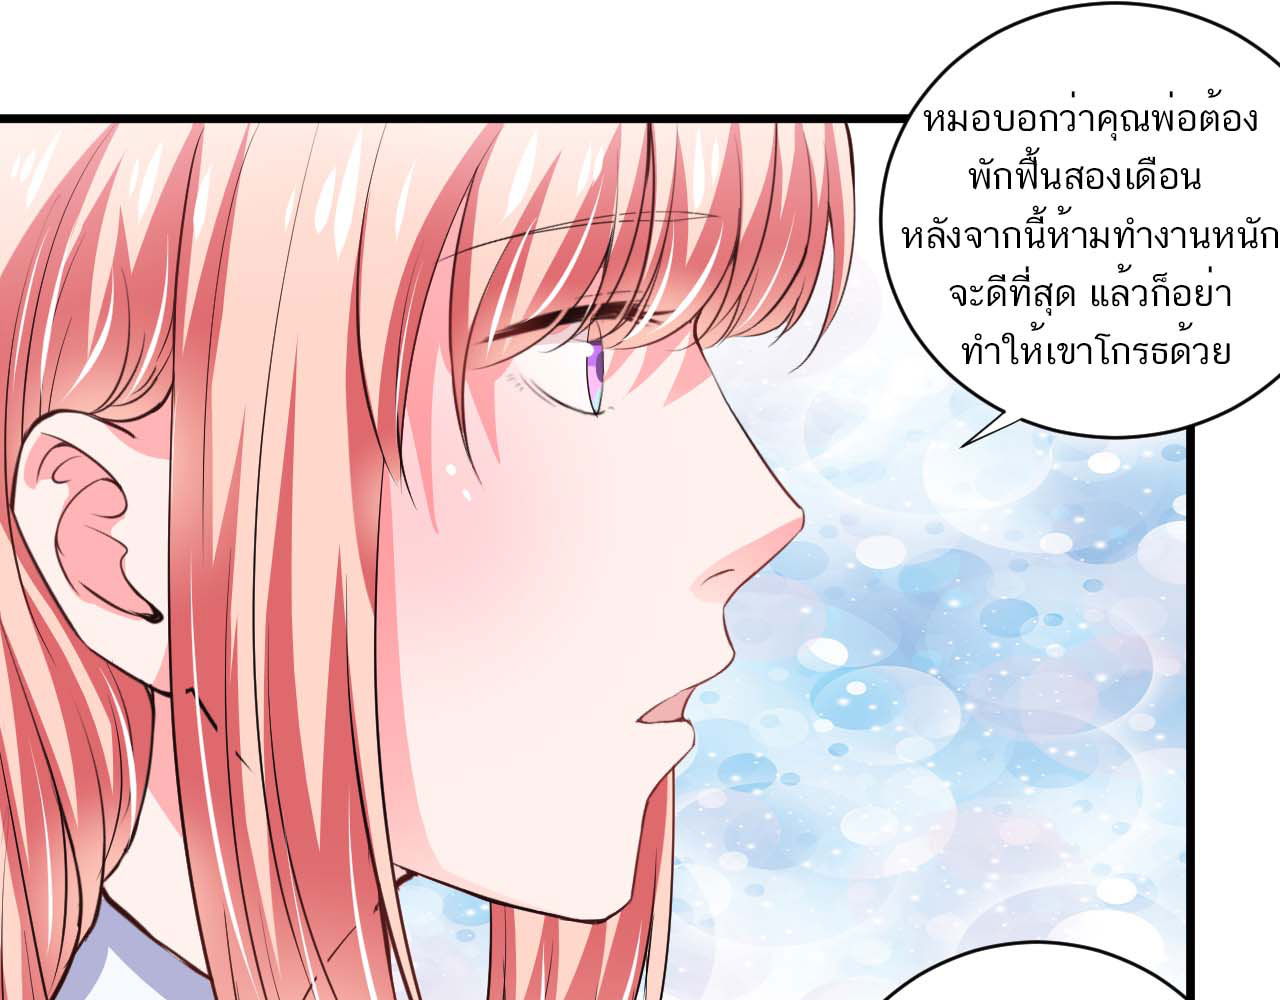 หมอบอกว่าคุณพ่อต้อง
พักฟื้นสองเดือน
หลังจากนี้ห้ามทำงานหนัก
จะดีที่สุด แล้วก็อย่า
ทำให้เขาโกรธด้วย